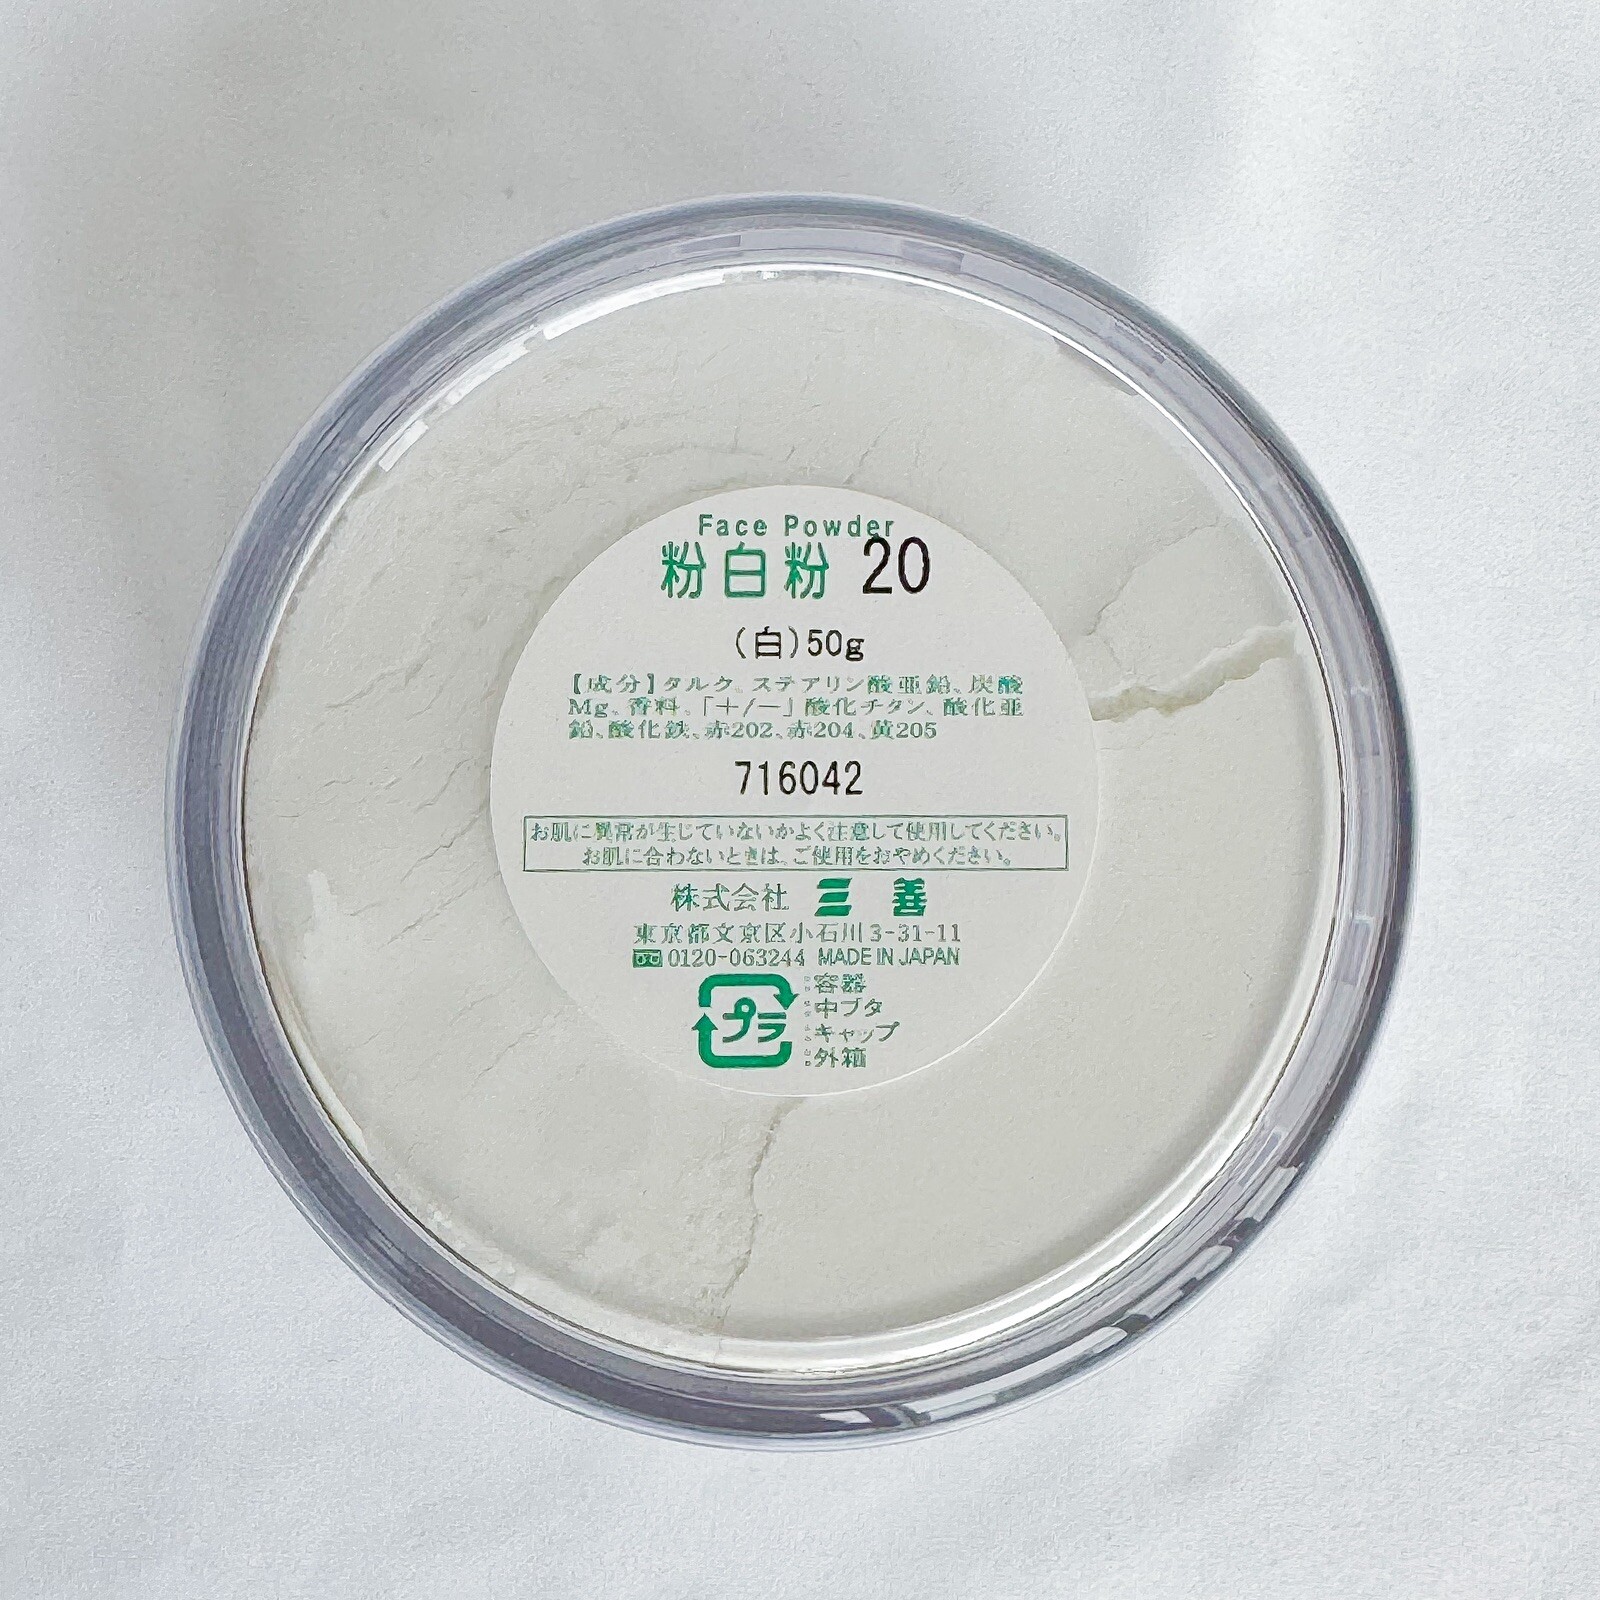 Face Powder
粉白粉 20
(白)50g
【成分】タルク、ステアリン酸亜鉛、炭酸
Mg、香料、「+/-」酸化チタン、酸化亜
鉛、酸化鉄、赤202、赤204、黄205
716042
お肌に異常が生じていないかよく注意して使用してください。
お肌に合わないときは、ご使用をおやめください。
株式会社 三善
東京都文京区小石川3-31-11
0120-063244 MADE IN JAPAN
プラ
:容器
:中ブタ
:キャップ
:外箱